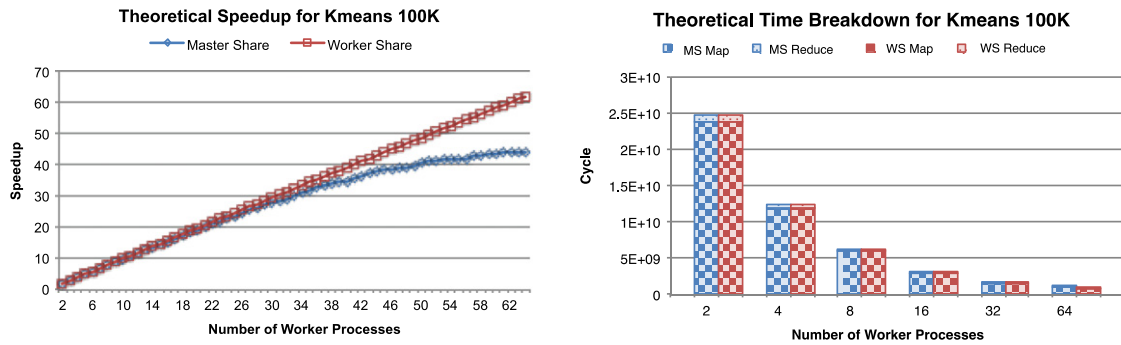 Theoretical Speedup for Kmeans 100K
Master Share Worker Share
70
60
50
40
30
20
10
0
Speedup
2 6 10 14 18 22 26 30 34 38 42 46 50 54 58 62
Number of Worker Processes
Theoretical Time Breakdown for Kmeans 100K
MS Map MS Reduce WS Map WS Reduce
3E+10
2.5E+10
2E+10
1.5E+10
1E+10
5E+09
0
Cycle
2 4 8 16 32 64
Number of Worker Processes